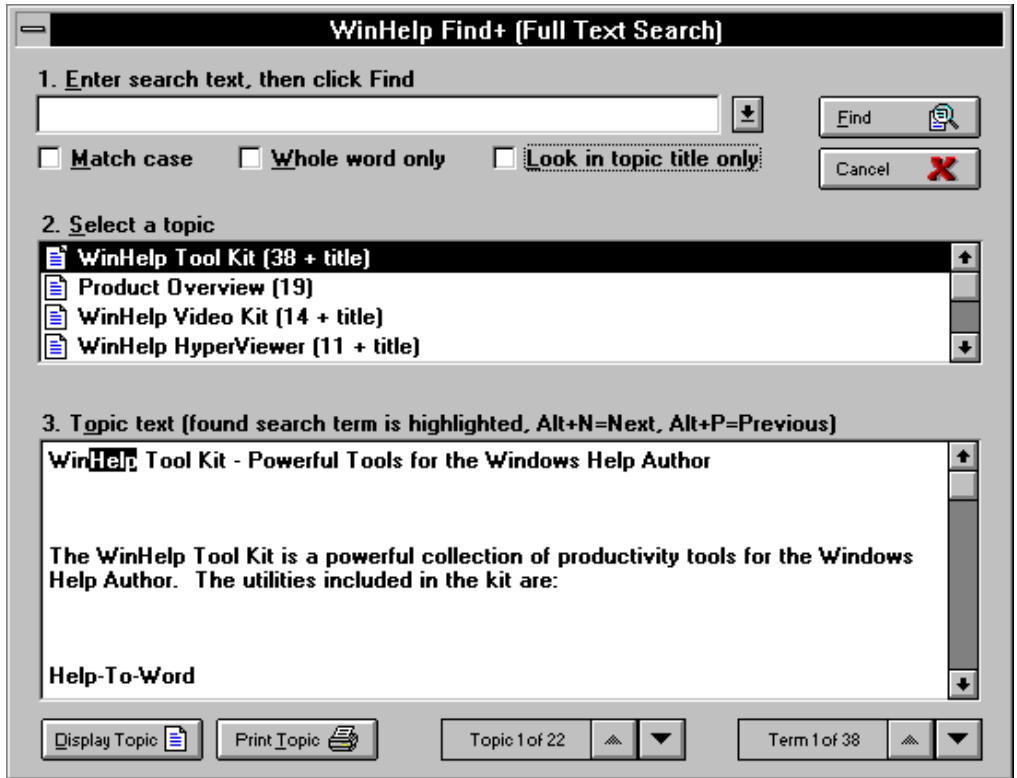 WinHelp Find+ (Full Text Search)
1. Enter search text, then click Find
Find
Match case Whole word only Look in topic title only
Cancel
2. Select a topic
WinHelp Tool Kit (38 + title)
Product Overview (19)
WinHelp Video Kit (14 + title)
WinHelp HyperViewer (11 + title)
3. Topic text (found search term is highlighted, Alt+N=Next, Alt+P=Previous)
WinHelp Tool Kit - Powerful Tools for the Windows Help Author
The WinHelp Tool Kit is a powerful collection of productivity tools for the Windows
Help Author. The utilities included in the kit are:
Help-To-Word
Display Topic Print Topic Topic 1 of 22 Term 1 of 38